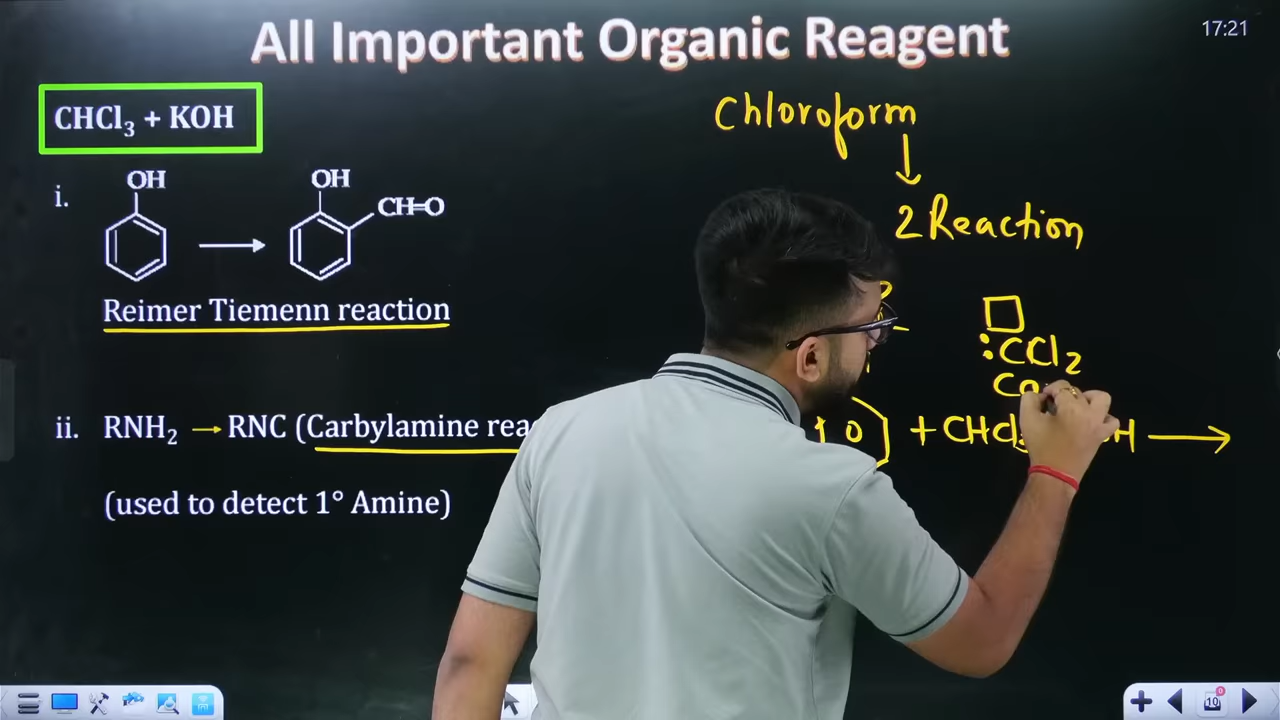 All Important Organic Reagent
17:21
CHCl₃ + KOH
Chloroform
2 Reaction
i.
OH
OH
CH=O
Reimer Tiemenn reaction
:CCl₂
ii. RNH₂ → RNC (Carbylamine
+ CHCl
(used to detect 1° Amine)
10